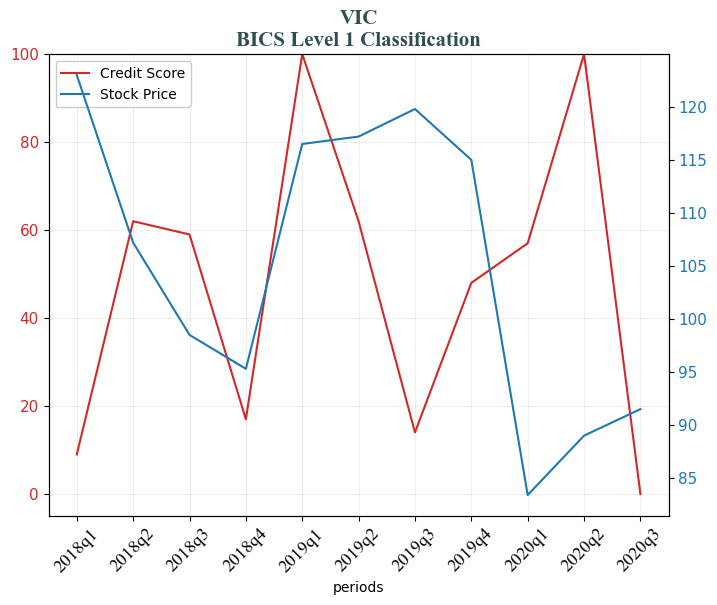 VIC
BICS Level 1 Classification
Credit Score
Stock Price
100
80
60
40
20
0
120
115
110
105
100
95
90
85
2018q1
2018q2
2018q3
2018q4
2019q1
2019q2
2019q3
2019q4
2020q1
2020q2
2020q3
periods